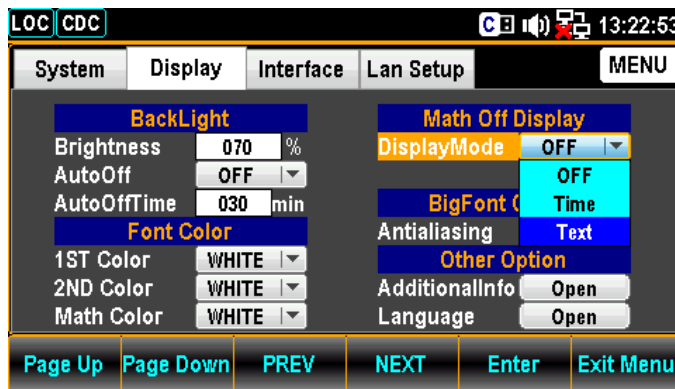 LOC CDC C 13:22:53
System Display Interface Lan Setup MENU
BackLight
Brightness 070 %
AutoOff OFF
AutoOffTime 030 min
Font Color
1ST Color WHITE
2ND Color WHITE
Math Color WHITE
Math Off Display
DisplayMode OFF
OFF
Time
Text
BigFont
Antialiasing
Other Option
AdditionalInfo Open
Language Open
Page Up Page Down PREV NEXT Enter Exit Menu